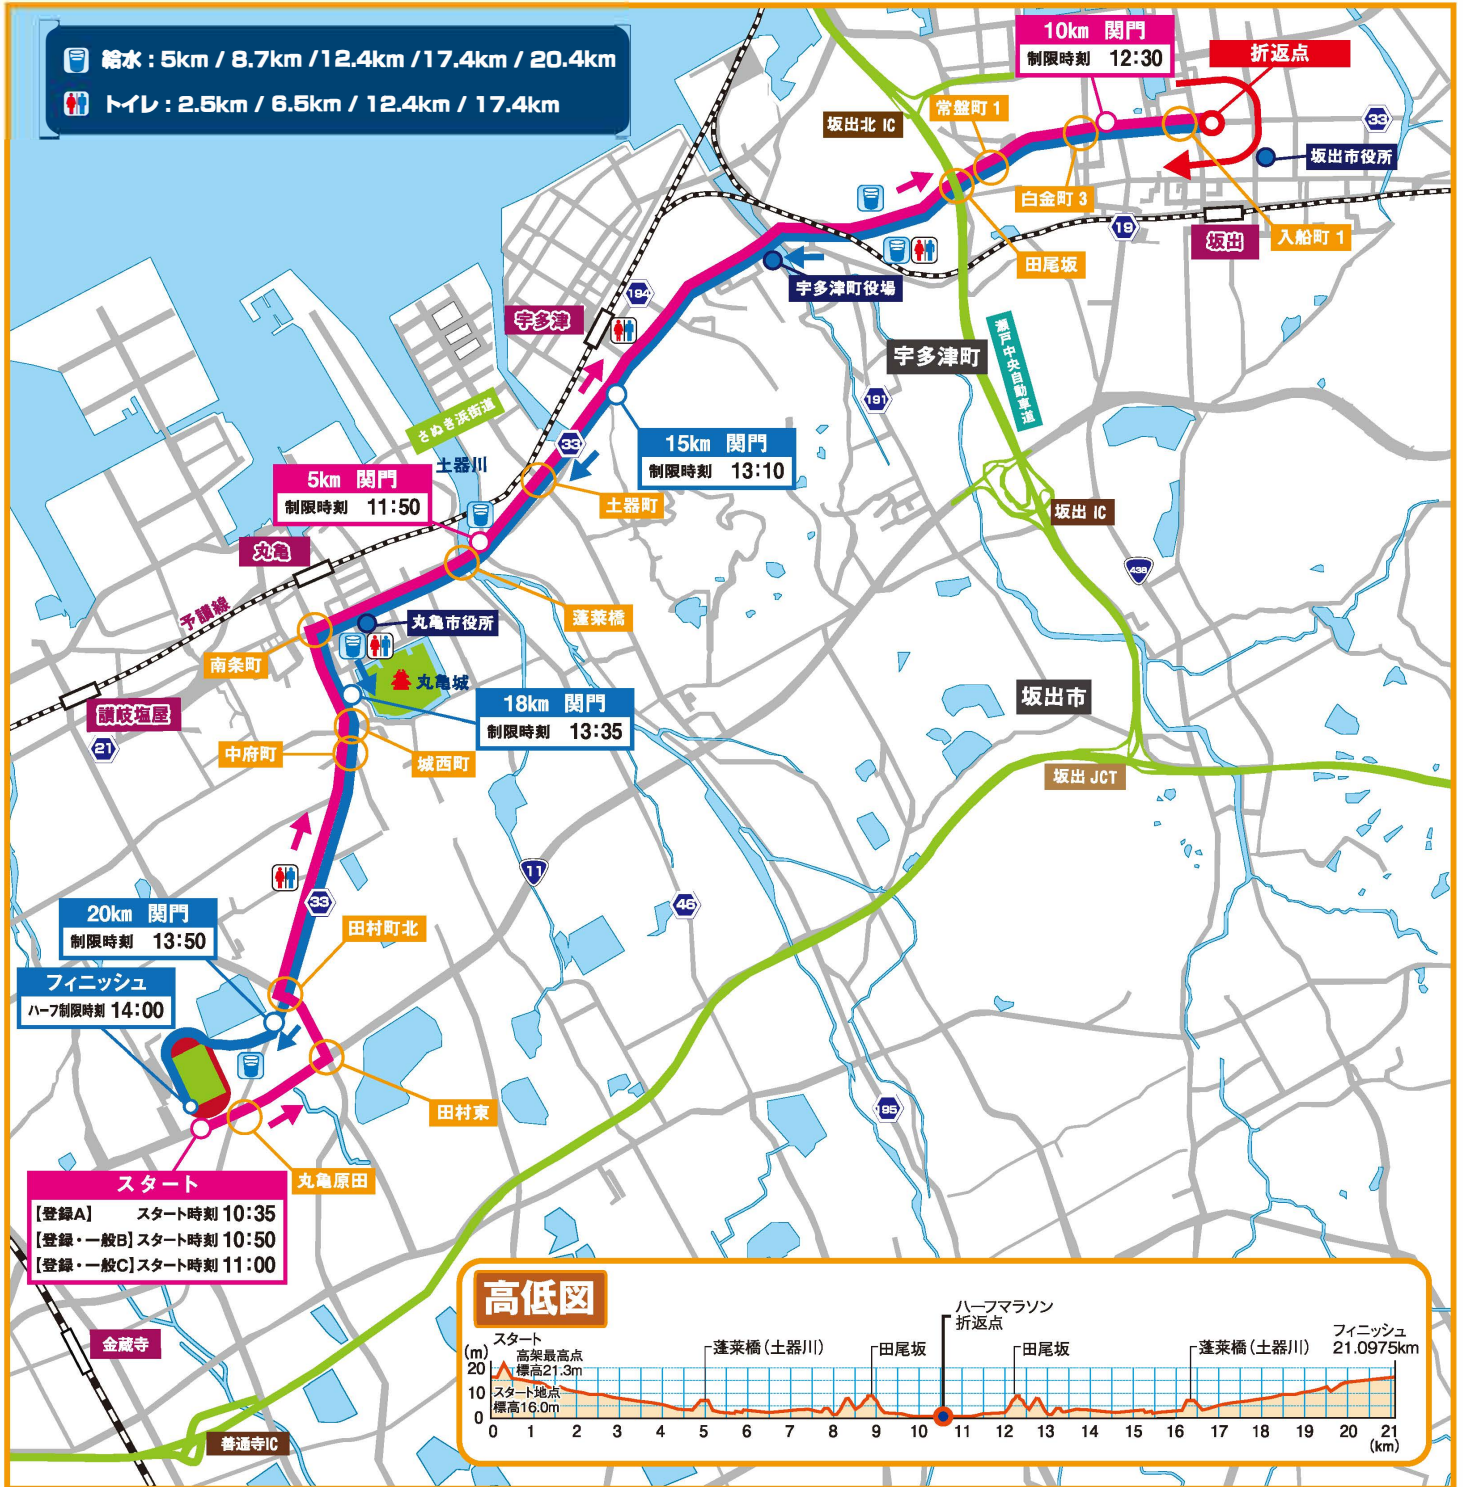 給水：5km / 8.7km /12.4km /17.4km / 20.4km
トイレ：2.5km / 6.5km / 12.4km / 17.4km
10km 関門
制限時刻 12:30
折返点
常盤町 1
坂出北 IC
33
坂出市役所
白金町 3
19
坂出
入船町 1
田尾坂
宇多津町役場
194
宇多津
瀬戸中央自動車道
宇多津町
191
さぬき浜街道
33
15km 関門
制限時刻 13:10
土器川
5km 関門
制限時刻 11:50
土器町
坂出 IC
丸亀
438
予讃線
蓬莱橋
丸亀市役所
南条町
丸亀城
坂出市
18km 関門
制限時刻 13:35
讃岐塩屋
21
中府町
城西町
坂出 JCT
11
33
46
20km 関門
制限時刻 13:50
田村町北
フィニッシュ
ハーフ制限時刻 14:00
田村東
195
丸亀原田
スタート
【登録A】 スタート時刻 10:35
【登録・一般B】スタート時刻 10:50
【登録・一般C】スタート時刻 11:00
金蔵寺
善通寺IC
高低図
ハーフマラソン
折返点
スタート
高架最高点
標高21.3m
蓬莱橋（土器川）
田尾坂
田尾坂
蓬莱橋（土器川）
フィニッシュ
21.0975km
(m)
20
10
0
スタート地点
標高16.0m
0 1 2 3 4 5 6 7 8 9 10 11 12 13 14 15 16 17 18 19 20 21
(km)